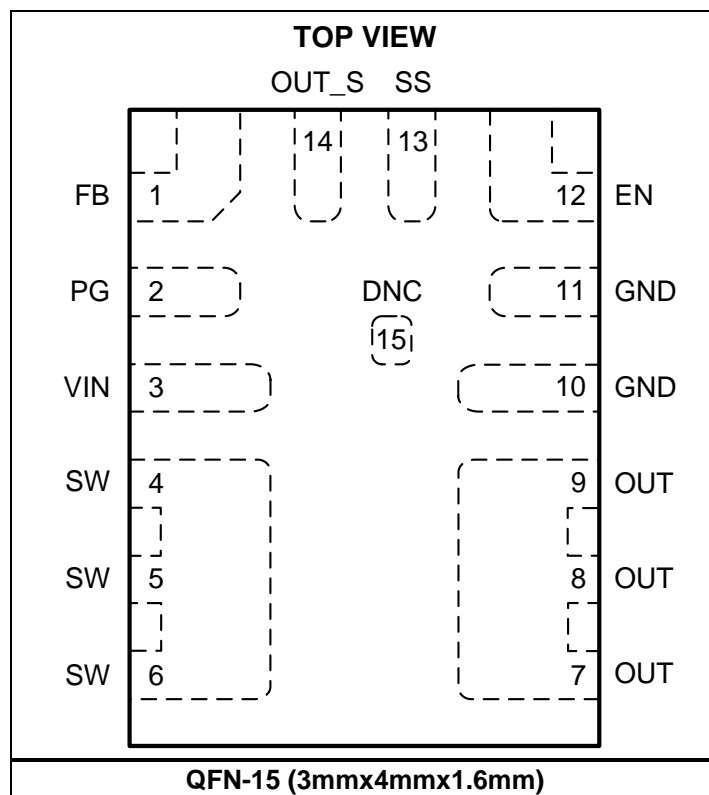 TOP VIEW
OUT_S SS
14 13
FB 1 12 EN
PG 2 DNC 11 GND
15
VIN 3 10 GND
SW 4 9 OUT
SW 5 8 OUT
SW 6 7 OUT
QFN-15 (3mmx4mmx1.6mm)